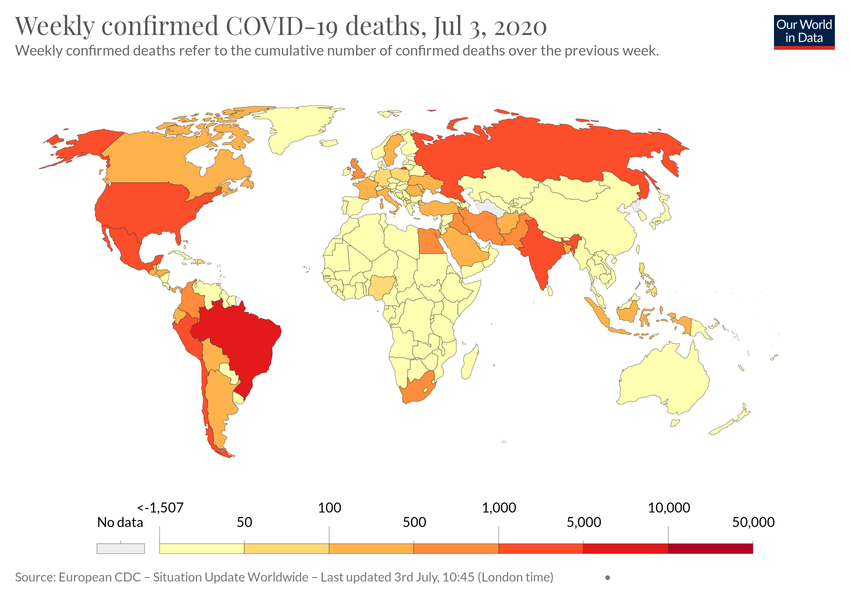 Weekly confirmed COVID-19 deaths, Jul 3, 2020
Weekly confirmed deaths refer to the cumulative number of confirmed deaths over the previous week.
Our World
in Data
<-1,507 100 1,000 10,000
No data 50 500 5,000 50,000
Source: European CDC – Situation Update Worldwide – Last updated 3rd July, 10:45 (London time) •